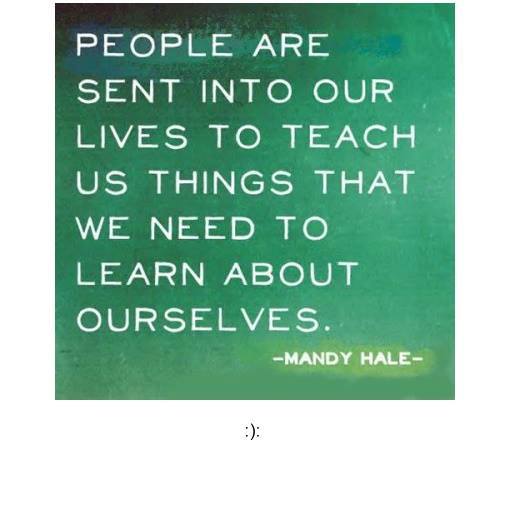 PEOPLE ARE
SENT INTO OUR
LIVES TO TEACH
US THINGS THAT
WE NEED TO
LEARN ABOUT
OURSELVES.
-MANDY HALE-
:):